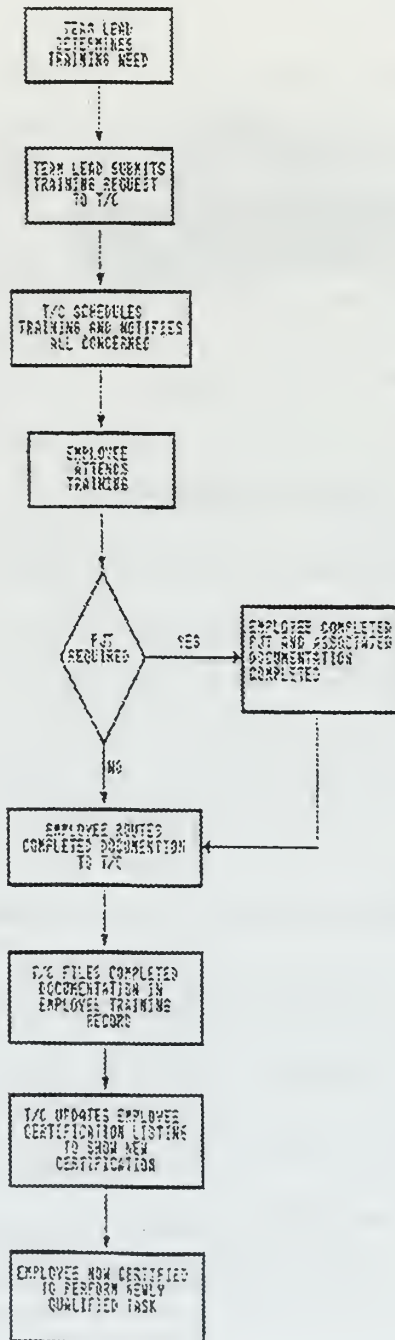 TEAM LEAD
DETERMINES
TRAINING NEED
TEAM LEAD SUBMITS
TRAINING REQUEST
TO T/C
T/C SCHEDULES
TRAINING AND NOTIFIES
ALL CONCERNED
EMPLOYEE
ATTENDS
TRAINING
REQUIRED
YES
EMPLOYEE COMPLETED
AND ASSOCIATED
DOCUMENTATION
COMPLETED
NO
EMPLOYEE ROUTES
COMPLETED DOCUMENTION
TO T/C
T/C FILES COMPLETED
DOCUMENTATION IN
EMPLOYEE TRAINING
RECORD
T/C UPDATES EMPLOYEE
CERTIFICATION LISTING
TO SHOW NEW
CERTIFICATION
EMPLOYEE NOW CERTIFIED
TO PERFORM NEWLY
QUALIFIED TASK